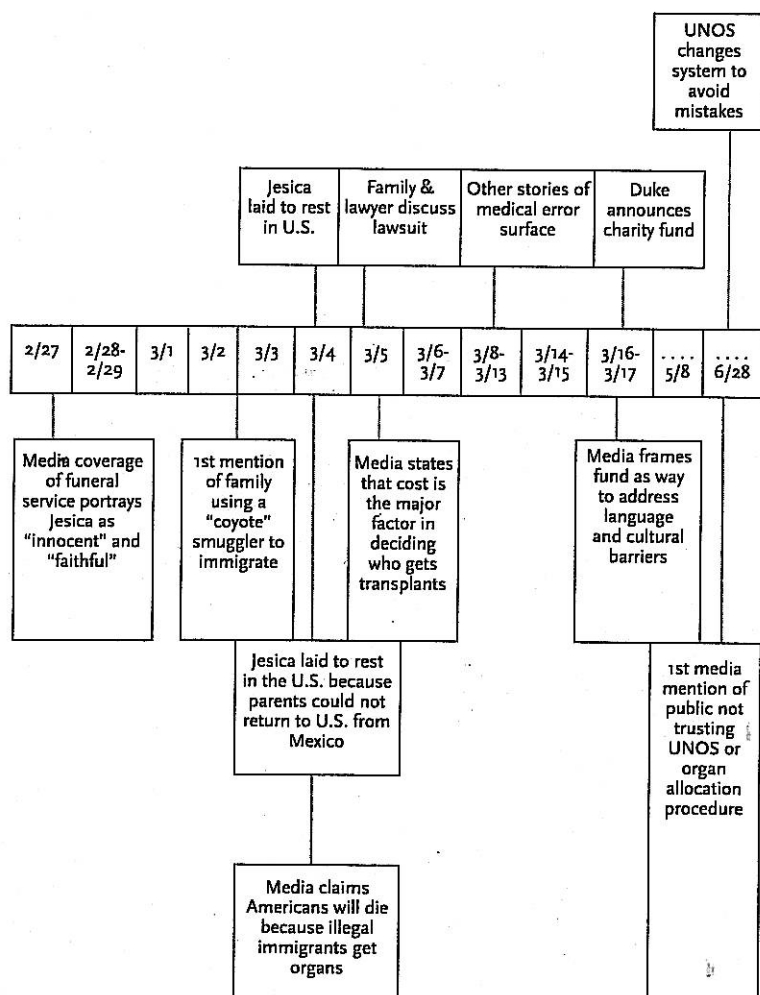 UNOS
changes
system to
avoid
mistakes
Jesica
laid to rest
in U.S.
Family &
lawyer discuss
lawsuit
Other stories of
medical error
surface
Duke
announces
charity fund
2/27
2/28-
2/29
3/1
3/2
3/3
3/4
3/5
3/6-
3/7
3/8-
3/13
3/14-
3/15
3/16-
3/17
....
5/8
....
6/28
Media coverage
of funeral
service portrays
Jesica as
"innocent" and
"faithful"
1st mention
of family
using a
"coyote"
smuggler to
immigrate
Media states
that cost is
the major
factor in
deciding
who gets
transplants
Media frames
fund as way
to address
language
and cultural
barriers
Jesica laid to rest
in the U.S. because
parents could not
return to U.S. from
Mexico
1st media
mention of
public not
trusting
UNOS or
organ
allocation
procedure
Media claims
Americans will die
because illegal
immigrants get
organs